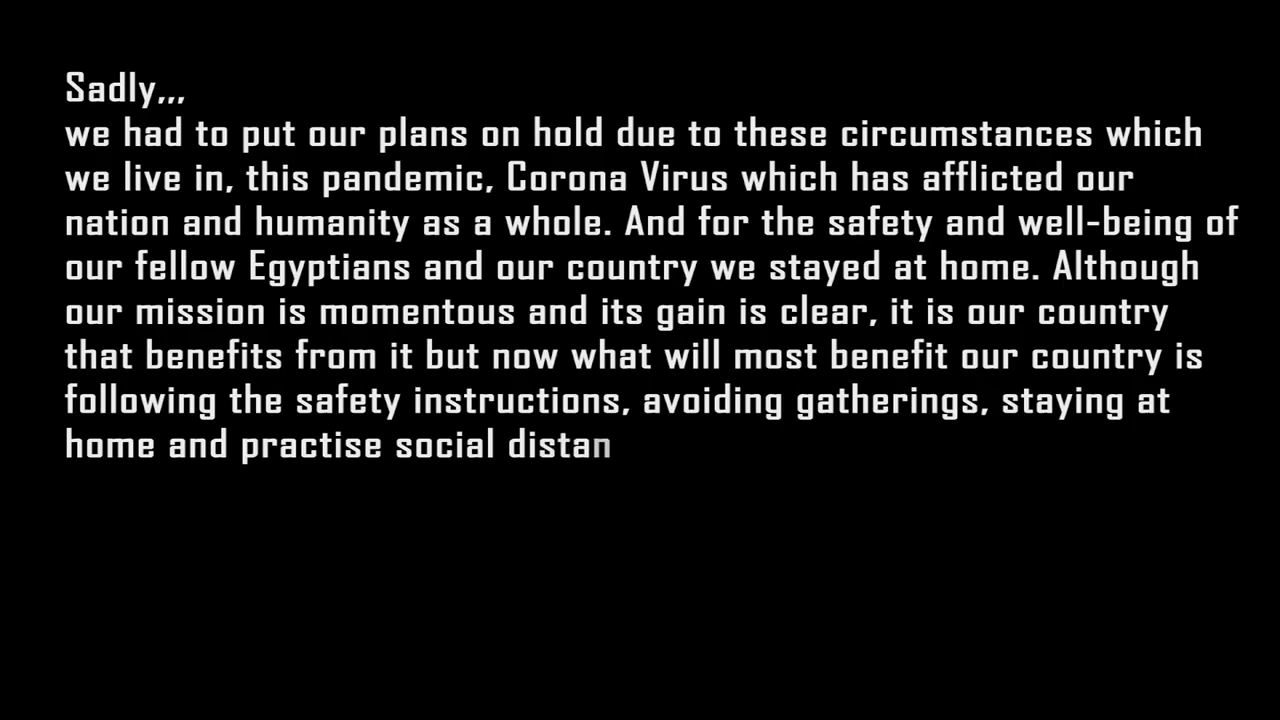 Sadly,,,
we had to put our plans on hold due to these circumstances which
we live in, this pandemic, Corona Virus which has afflicted our
nation and humanity as a whole. And for the safety and well-being of
our fellow Egyptians and our country we stayed at home. Although
our mission is momentous and its gain is clear, it is our country
that benefits from it but now what will most benefit our country is
following the safety instructions, avoiding gatherings, staying at
home and practise social distan